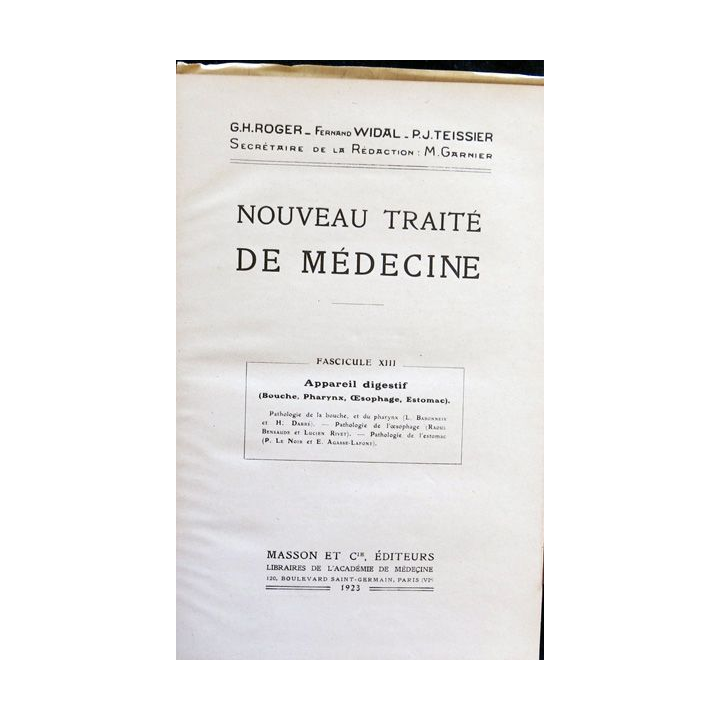 G.H.ROGER _ FERNAND WIDAL _ P.J.TEISSIER
SECRÉTAIRE DE LA RÉDACTION : M. GARNIER
NOUVEAU TRAITÉ
DE MÉDECINE
FASCICULE XIII
Appareil digestif
(Bouche, Pharynx, Œsophage, Estomac).
Pathologie de la bouche, et du pharynx (L. BABONNEIX
et H. DARRÉ). — Pathologie de l'œsophage (RAOUL
BENSAUDE et LUCIEN RIVET). — Pathologie de l'estomac
(P. LE NOIR et E. AGASSE-LAFONT).
MASSON ET CIE, ÉDITEURS
LIBRAIRES DE L'ACADÉMIE DE MÉDECINE
120, BOULEVARD SAINT-GERMAIN, PARIS (VIe)
1923